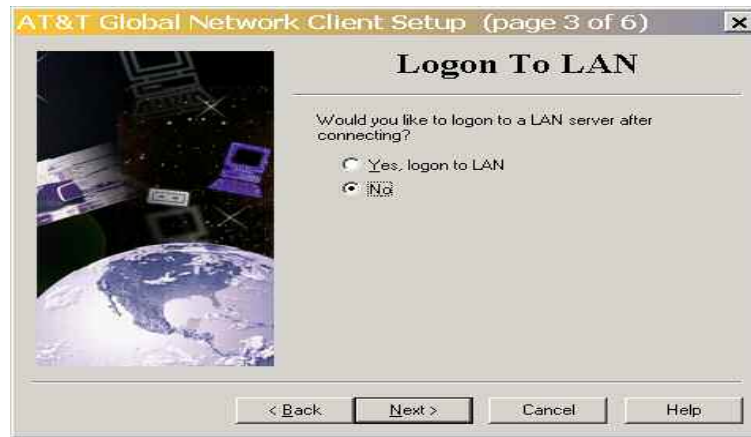 AT&T Global Network Client Setup (page 3 of 6)
Logon To LAN
Would you like to logon to a LAN server after
connecting?
Yes, logon to LAN
No
< Back
Next >
Cancel
Help